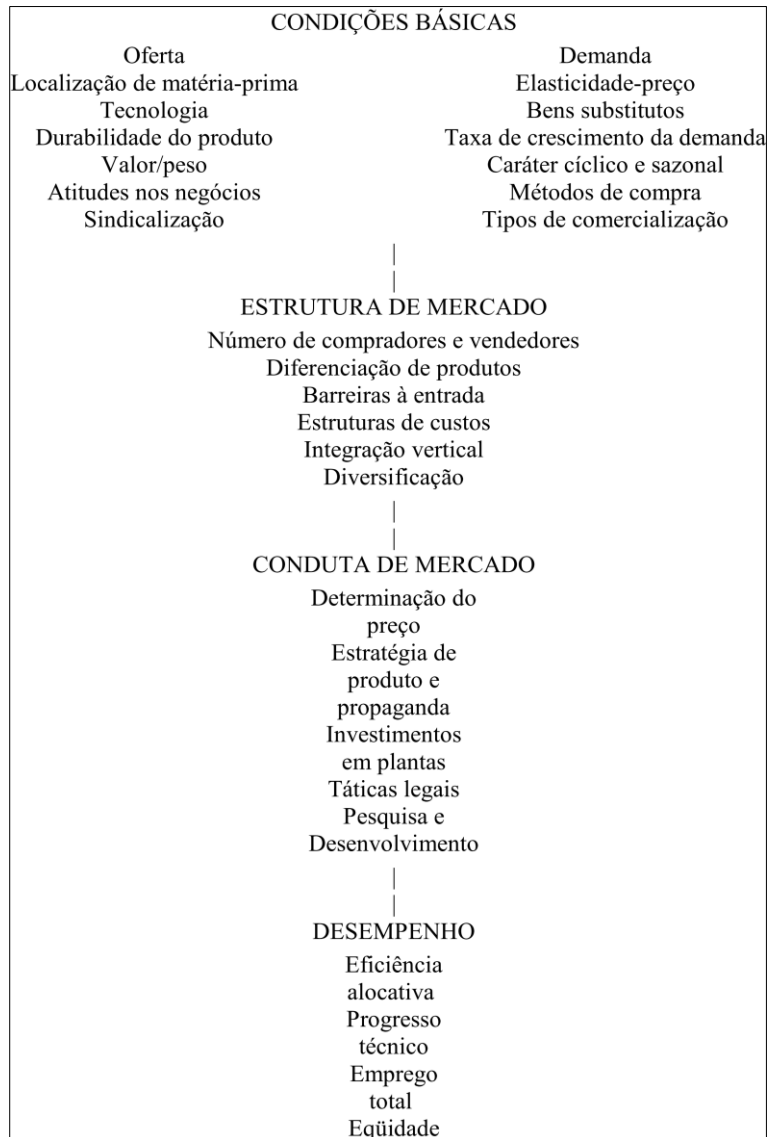 CONDIÇÕES BÁSICAS
Oferta
Localização de matéria-prima
Tecnologia
Durabilidade do produto
Valor/peso
Atitudes nos negócios
Sindicalização
Demanda
Elasticidade-preço
Bens substitutos
Taxa de crescimento da demanda
Caráter cíclico e sazonal
Métodos de compra
Tipos de comercialização
ESTRUTURA DE MERCADO
Número de compradores e vendedores
Diferenciação de produtos
Barreiras à entrada
Estruturas de custos
Integração vertical
Diversificação
CONDUTA DE MERCADO
Determinação do
preço
Estratégia de
produto e
propaganda
Investimentos
em plantas
Táticas legais
Pesquisa e
Desenvolvimento
DESEMPENHO
Eficiência
alocativa
Progresso
técnico
Emprego
total
Eqüidade